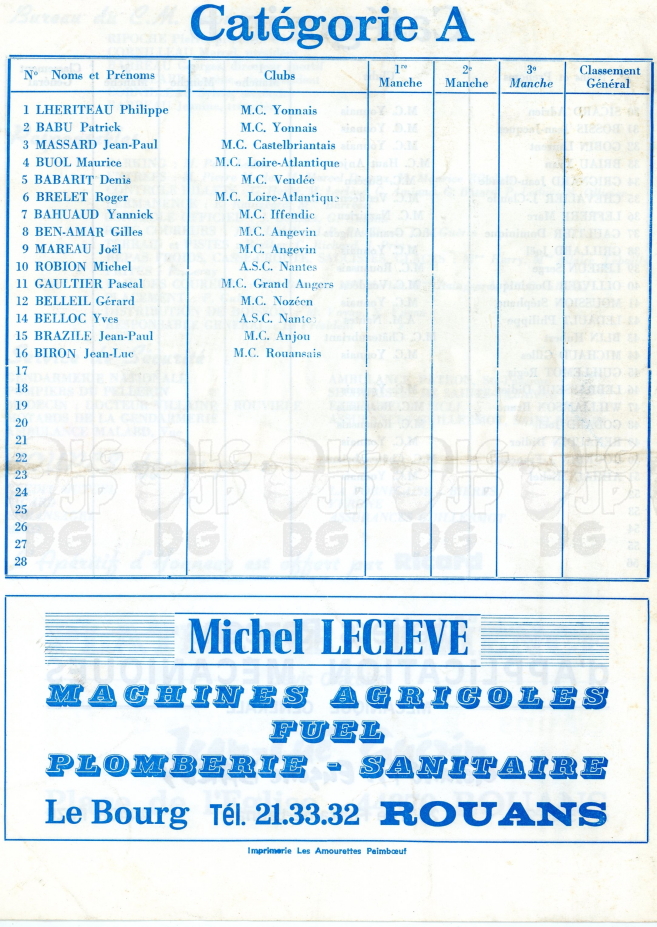 Catégorie A
N° Noms et Prénoms Clubs 1re Manche 2e Manche 3e Manche Classement Général
1 LHERITEAU Philippe M.C. Yonnais
2 BABU Patrick M.C. Yonnais
3 MASSARD Jean-Paul M.C. Castelbriantais
4 BUOL Maurice M.C. Loire-Atlantique
5 BABARIT Denis M.C. Vendée
6 BRELET Roger M.C. Loire-Atlantique
7 BAHUAUD Yannick M.C. Iffendic
8 BEN-AMAR Gilles M.C. Angevin
9 MAREAU Joël M.C. Angevin
10 ROBION Michel A.S.C. Nantes
11 GAULTIER Pascal M.C. Grand Angers
12 BELLEIL Gérard M.C. Nozéen
14 BELLOC Yves A.S.C. Nantes
15 BRAZILE Jean-Paul M.C. Anjou
16 BIRON Jean-Luc M.C. Rouansais
17
18
19
20
21
22
23
24
25
26
27
28
Michel LECLEVE
MACHINES AGRICOLES
FUEL
PLOMBERIE - SANITAIRE
Le Bourg Tél. 21.33.32 ROUANS
Imprimerie Les Amourettes Paimbœuf